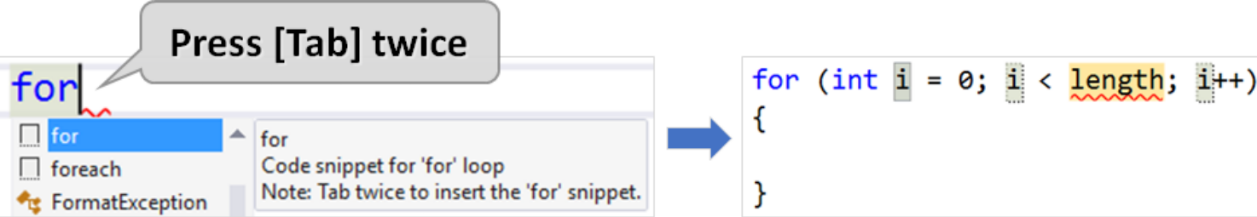 Press [Tab] twice
for
for
foreach
FormatException
for
Code snippet for 'for' loop
Note: Tab twice to insert the 'for' snippet.
for (int i = 0; i < length; i++)
{
}